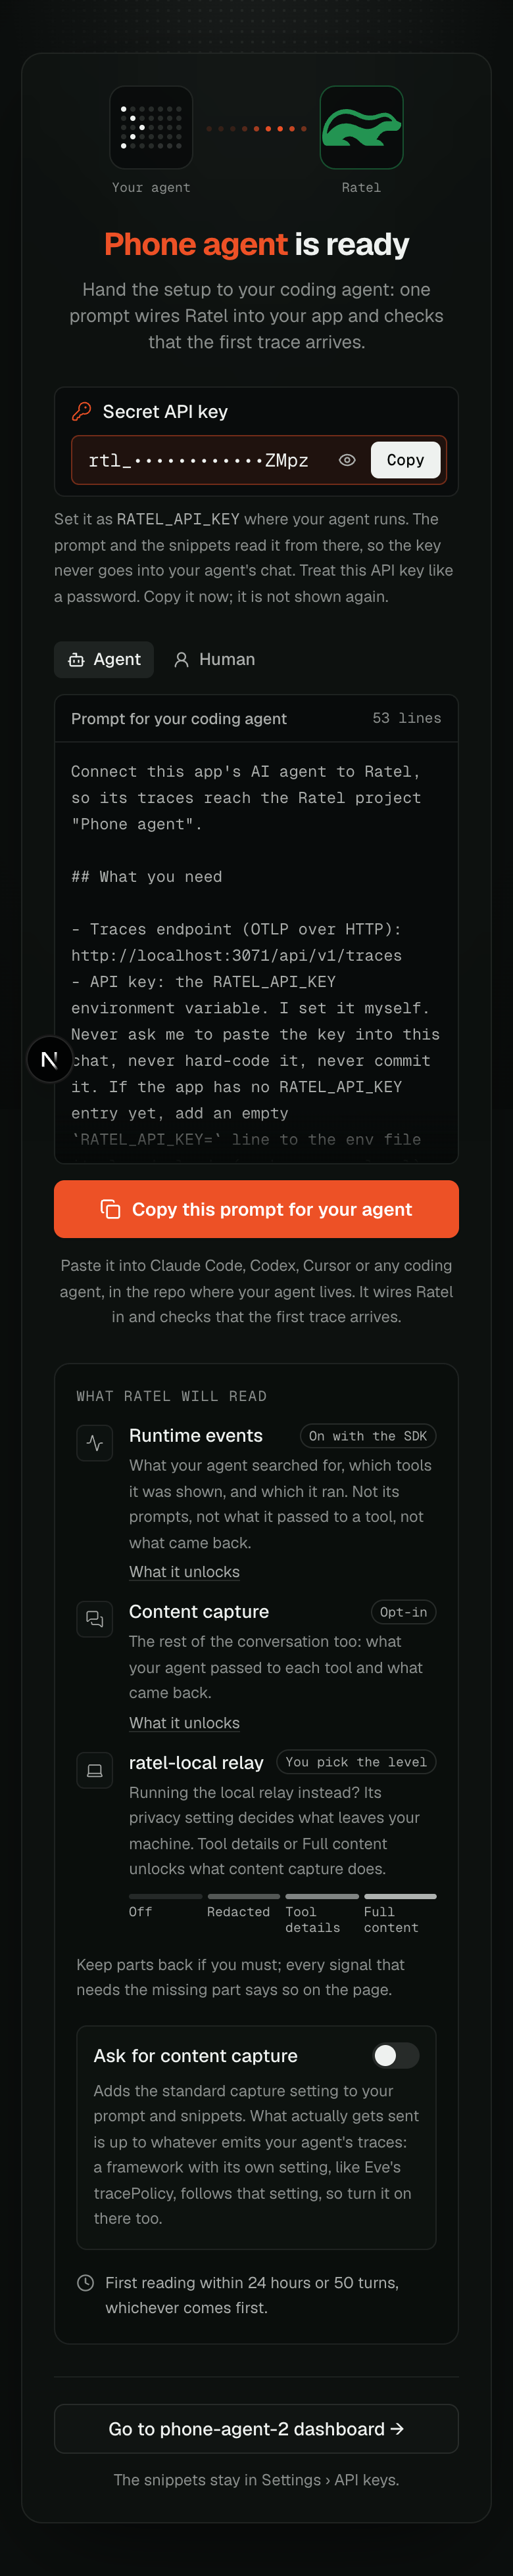 Your agent
Ratel
Phone agent is ready
Hand the setup to your coding agent: one
prompt wires Ratel into your app and checks
that the first trace arrives.
Secret API key
rtl_••••••••••••ZMpz
Copy
Set it as RATEL_API_KEY where your agent runs. The
prompt and the snippets read it from there, so the key
never goes into your agent's chat. Treat this API key like
a password. Copy it now; it is not shown again.
Agent
Human
Prompt for your coding agent
53 lines
Connect this app's AI agent to Ratel,
so its traces reach the Ratel project
"Phone agent".
## What you need
- Traces endpoint (OTLP over HTTP):
http://localhost:3071/api/v1/traces
- API key: the RATEL_API_KEY
environment variable. I set it myself.
Never ask me to paste the key into this
chat, never hard-code it, never commit
it. If the app has no RATEL_API_KEY
entry yet, add an empty
`RATEL_API_KEY=` line to the env file
N
Copy this prompt for your agent
Paste it into Claude Code, Codex, Cursor or any coding
agent, in the repo where your agent lives. It wires Ratel
in and checks that the first trace arrives.
WHAT RATEL WILL READ
Runtime events
On with the SDK
What your agent searched for, which tools
it was shown, and which it ran. Not its
prompts, not what it passed to a tool, not
what came back.
What it unlocks
Content capture
Opt-in
The rest of the conversation too: what
your agent passed to each tool and what
came back.
What it unlocks
ratel-local relay
You pick the level
Running the local relay instead? Its
privacy setting decides what leaves your
machine. Tool details or Full content
unlocks what content capture does.
Off
Redacted
Tool
details
Full
content
Keep parts back if you must; every signal that
needs the missing part says so on the page.
Ask for content capture
Adds the standard capture setting to your
prompt and snippets. What actually gets sent
is up to whatever emits your agent's traces:
a framework with its own setting, like Eve's
tracePolicy, follows that setting, so turn it on
there too.
First reading within 24 hours or 50 turns,
whichever comes first.
Go to phone-agent-2 dashboard →
The snippets stay in Settings › API keys.